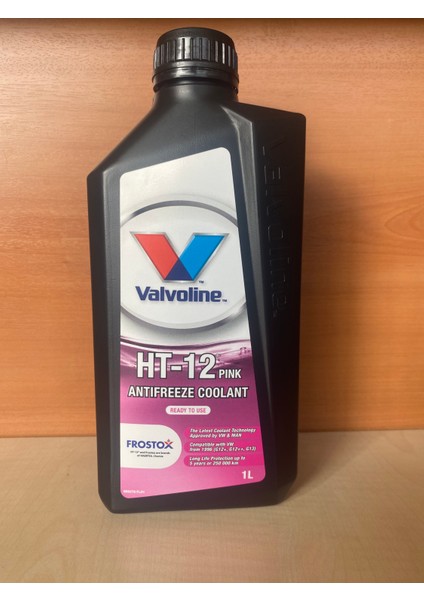 Valvoline™
HT-12 PINK
ANTIFREEZE COOLANT
READY TO USE
FROSTOX
The Latest Coolant Technology
Approved by VW & MAN
Compatible with VW
from 1996 (G12+, G12++, G13)
Long Life Protection up to
5 years or 250 000 km
1L